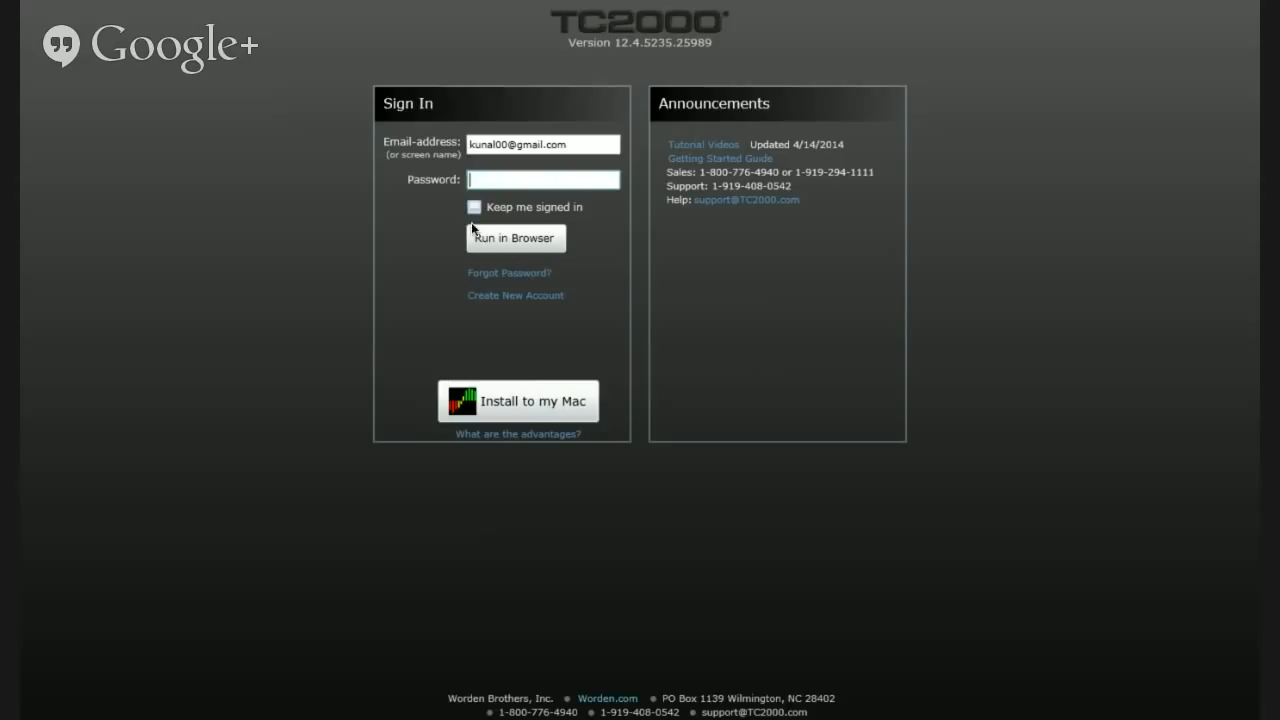 Google+
TC2000
Version 12.4.5235.25989
Sign In
Email-address: kunal00@gmail.com
(or screen name)
Password:
Keep me signed in
Run in Browser
Forgot Password?
Create New Account
Install to my Mac
What are the advantages?
Announcements
Tutorial Videos Updated 4/14/2014
Getting Started Guide
Sales: 1-800-776-4940 or 1-919-294-1111
Support: 1-919-408-0542
Help: support@TC2000.com
Worden Brothers, Inc. • Worden.com • PO Box 1139 Wilmington, NC 28402
• 1-800-776-4940 • 1-919-408-0542 • support@TC2000.com